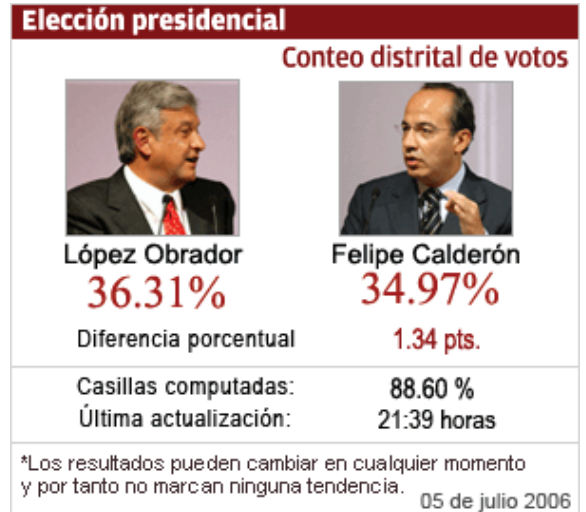 Elección presidencial
Conteo distrital de votos
López Obrador
36.31%
Felipe Calderón
34.97%
Diferencia porcentual 1.34 pts.
Casillas computadas: 88.60 %
Última actualización: 21:39 horas
*Los resultados pueden cambiar en cualquier momento
y por tanto no marcan ninguna tendencia.
05 de julio 2006